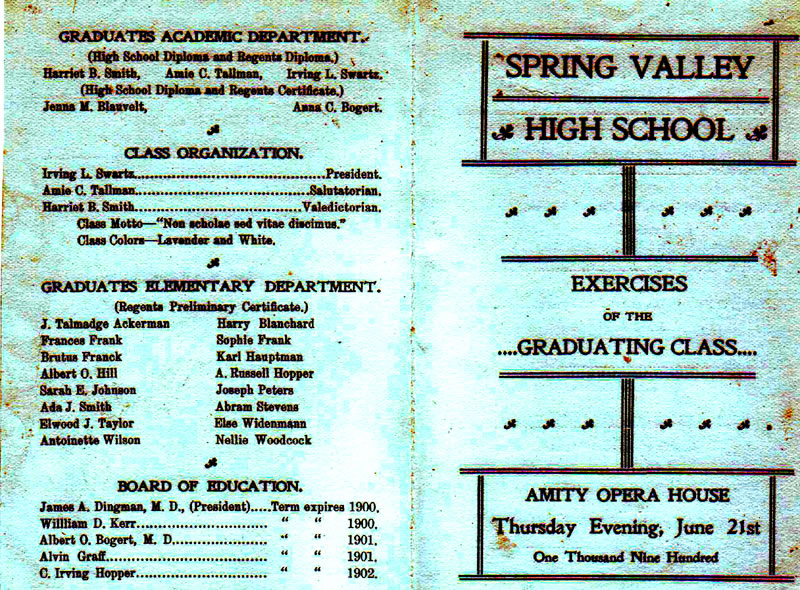 GRADUATES ACADEMIC DEPARTMENT.
(High School Diploma and Regents Diploma.)
Harriet B. Smith, Amie C. Tallman, Irving L. Swartz,
(High School Diploma and Regents Certificate.)
Jenna M. Blauvelt, Anna C. Bogert.
CLASS ORGANIZATION.
Irving L. Swartz..............................................President.
Amie C. Tallman..........................................Salutatorian.
Harriet B. Smith........................................Valedictorian.
Class Motto—"Non scholae sed vitae discimus."
Class Colors—Lavender and White.
GRADUATES ELEMENTARY DEPARTMENT.
(Regents Preliminary Certificate.)
J. Talmadge Ackerman Harry Blanchard
Frances Frank Sophie Frank
Brutus Franck Karl Hauptman
Albert O. Hill A. Russell Hopper
Sarah E. Johnson Joseph Peters
Ada J. Smith Abram Stevens
Elwood J. Taylor Else Widenmann
Antoinette Wilson Nellie Woodcock
BOARD OF EDUCATION.
James A. Dingman, M. D., (President).....Term expires 1900.
Willliam D. Kerr................................ “ “ 1900.
Albert O. Bogert, M. D....................... “ “ 1901.
Alvin Graff....................................... “ “ 1901.
C. Irving Hopper................................ “ “ 1902.
SPRING VALLEY
HIGH SCHOOL
EXERCISES
OF THE
....GRADUATING CLASS....
AMITY OPERA HOUSE
Thursday Evening, June 21st
One Thousand Nine Hundred